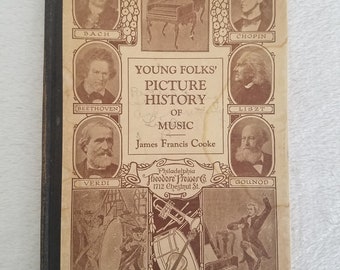 BACH
CHOPIN
YOUNG FOLKS'
PICTURE
HISTORY
OF
MUSIC
James Francis Cooke
BEETHOVEN
LISZT
VERDI
GOUNOD
Philadelphia
Theodore Presser Co.
1712 Chestnut St.